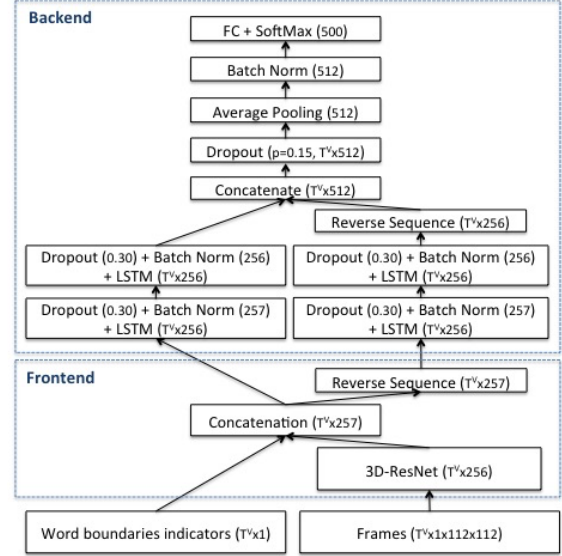 Backend
FC + SoftMax (500)
Batch Norm (512)
Average Pooling (512)
Dropout (p=0.15, Tⱽx512)
Concatenate (Tⱽx512)
Reverse Sequence (Tⱽx256)
Dropout (0.30) + Batch Norm (256)
+ LSTM (Tⱽx256)
Dropout (0.30) + Batch Norm (256)
+ LSTM (Tⱽx256)
Dropout (0.30) + Batch Norm (257)
+ LSTM (Tⱽx256)
Dropout (0.30) + Batch Norm (257)
+ LSTM (Tⱽx256)
Frontend
Reverse Sequence (Tⱽx257)
Concatenation (Tⱽx257)
3D-ResNet (Tⱽx256)
Word boundaries indicators (Tⱽx1)
Frames (Tⱽx1x112x112)